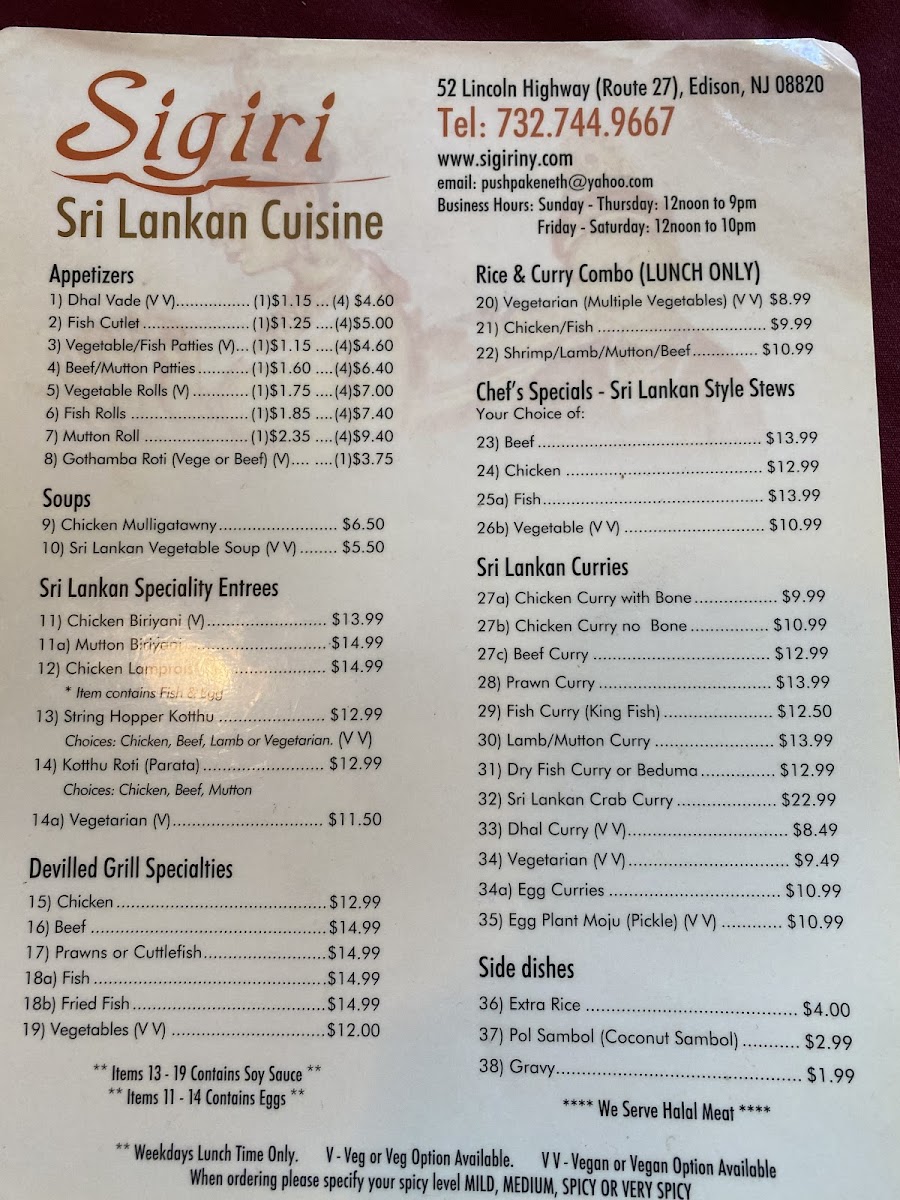 Sigiri
Sri Lankan Cuisine
52 Lincoln Highway (Route 27), Edison, NJ 08820
Tel: 732.744.9667
www.sigiriny.com
email: pushpakeneth@yahoo.com
Business Hours: Sunday - Thursday: 12noon to 9pm
Friday - Saturday: 12noon to 10pm
Appetizers
1) Dhal Vade (V V)................ (1)$1.15 ... (4) $4.60
2) Fish Cutlet ....................... (1)$1.25 ....(4)$5.00
3) Vegetable/Fish Patties (V)... (1)$1.15 ....(4)$4.60
4) Beef/Mutton Patties........... (1)$1.60 ....(4)$6.40
5) Vegetable Rolls (V) ............ (1)$1.75 ....(4)$7.00
6) Fish Rolls ......................... (1)$1.85 ....(4)$7.40
7) Mutton Roll ...................... (1)$2.35 ....(4)$9.40
8) Gothamba Roti (Vege or Beef) (V).... ....(1)$3.75
Soups
9) Chicken Mulligatawny......................... $6.50
10) Sri Lankan Vegetable Soup (V V)........ $5.50
Sri Lankan Speciality Entrees
11) Chicken Biriyani (V).......................... $13.99
11a) Mutton Biriyani ............................. $14.99
12) Chicken Lamprais ........................... $14.99
* Item contains Fish & Egg
13) String Hopper Kotthu ....................... $12.99
Choices: Chicken, Beef, Lamb or Vegetarian. (V V)
14) Kotthu Roti (Parata).......................... $12.99
Choices: Chicken, Beef, Mutton
14a) Vegetarian (V)................................ $11.50
Devilled Grill Specialties
15) Chicken ............................................. $12.99
16) Beef ..................................................$14.99
17) Prawns or Cuttlefish..........................$14.99
18a) Fish .................................................$14.99
18b) Fried Fish .........................................$14.99
19) Vegetables (V V) .................................$12.00
** Items 13 - 19 Contains Soy Sauce **
** Items 11 - 14 Contains Eggs **
Rice & Curry Combo (LUNCH ONLY)
20) Vegetarian (Multiple Vegetables) (V V) $8.99
21) Chicken/Fish .................................... $9.99
22) Shrimp/Lamb/Mutton/Beef.............. $10.99
Chef's Specials - Sri Lankan Style Stews
Your Choice of:
23) Beef................................................ $13.99
24) Chicken .......................................... $12.99
25a) Fish............................................... $13.99
26b) Vegetable (V V) .............................. $10.99
Sri Lankan Curries
27a) Chicken Curry with Bone ................. $9.99
27b) Chicken Curry no Bone ................ $10.99
27c) Beef Curry ..................................... $12.99
28) Prawn Curry ..................................... $13.99
29) Fish Curry (King Fish)....................... $12.50
30) Lamb/Mutton Curry ......................... $13.99
31) Dry Fish Curry or Beduma............... $12.99
32) Sri Lankan Crab Curry .................... $22.99
33) Dhal Curry (V V).................................. $8.49
34) Vegetarian (V V).................................. $9.49
34a) Egg Curries .................................... $10.99
35) Egg Plant Moju (Pickle) (V V) ............ $10.99
Side dishes
36) Extra Rice ........................................... $4.00
37) Pol Sambol (Coconut Sambol) ........... $2.99
38) Gravy.................................................. $1.99
**** We Serve Halal Meat ****
** Weekdays Lunch Time Only. V - Veg or Veg Option Available. V V - Vegan or Vegan Option Available
When ordering please specify your spicy level MILD, MEDIUM, SPICY OR VERY SPICY